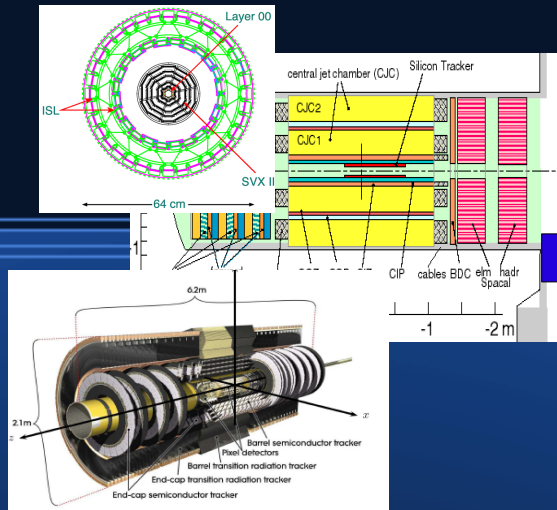 Layer 00
ISL
SVX II
64 cm
central jet chamber (CJC)
Silicon Tracker
CJC2
CJC1
CIP
cables BDC
elm hadr
Spacal
1
-1
-2 m
6.2m
2.1m
x
z
Barrel semiconductor tracker
Pixel detectors
Barrel transition radiation tracker
End-cap transition radiation tracker
End-cap semiconductor tracker